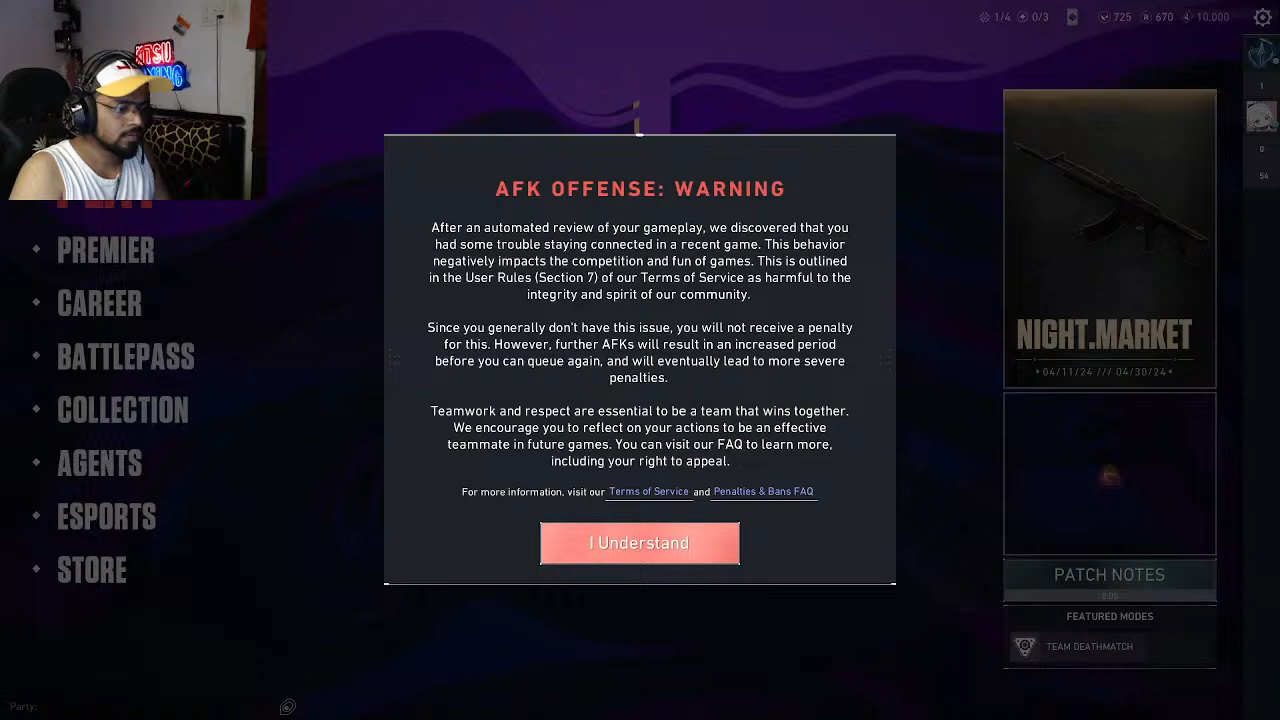 1/4 0/3 725 670 10,000
PREMIER
CAREER
BATTLEPASS
COLLECTION
AGENTS
ESPORTS
STORE
AFK OFFENSE: WARNING
After an automated review of your gameplay, we discovered that you
had some trouble staying connected in a recent game. This behavior
negatively impacts the competition and fun of games. This is outlined
in the User Rules (Section 7) of our Terms of Service as harmful to the
integrity and spirit of our community.
Since you generally don't have this issue, you will not receive a penalty
for this. However, further AFKs will result in an increased period
before you can queue again, and will eventually lead to more severe
penalties.
Teamwork and respect are essential to be a team that wins together.
We encourage you to reflect on your actions to be an effective
teammate in future games. You can visit our FAQ to learn more,
including your right to appeal.
For more information, visit our Terms of Service and Penalties & Bans FAQ
I Understand
NIGHT.MARKET
04/11/24 /// 04/30/24
PATCH NOTES
8.05
FEATURED MODES
TEAM DEATHMATCH
1
0
54
Party: